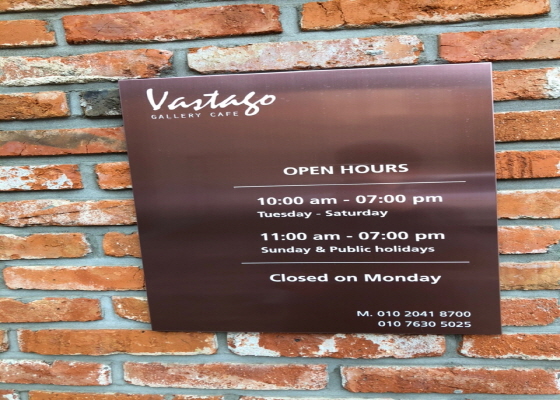 Vastago
GALLERY CAFE
OPEN HOURS
10:00 am - 07:00 pm
Tuesday - Saturday
11:00 am - 07:00 pm
Sunday & Public holidays
Closed on Monday
M. 010 2041 8700
010 7630 5025